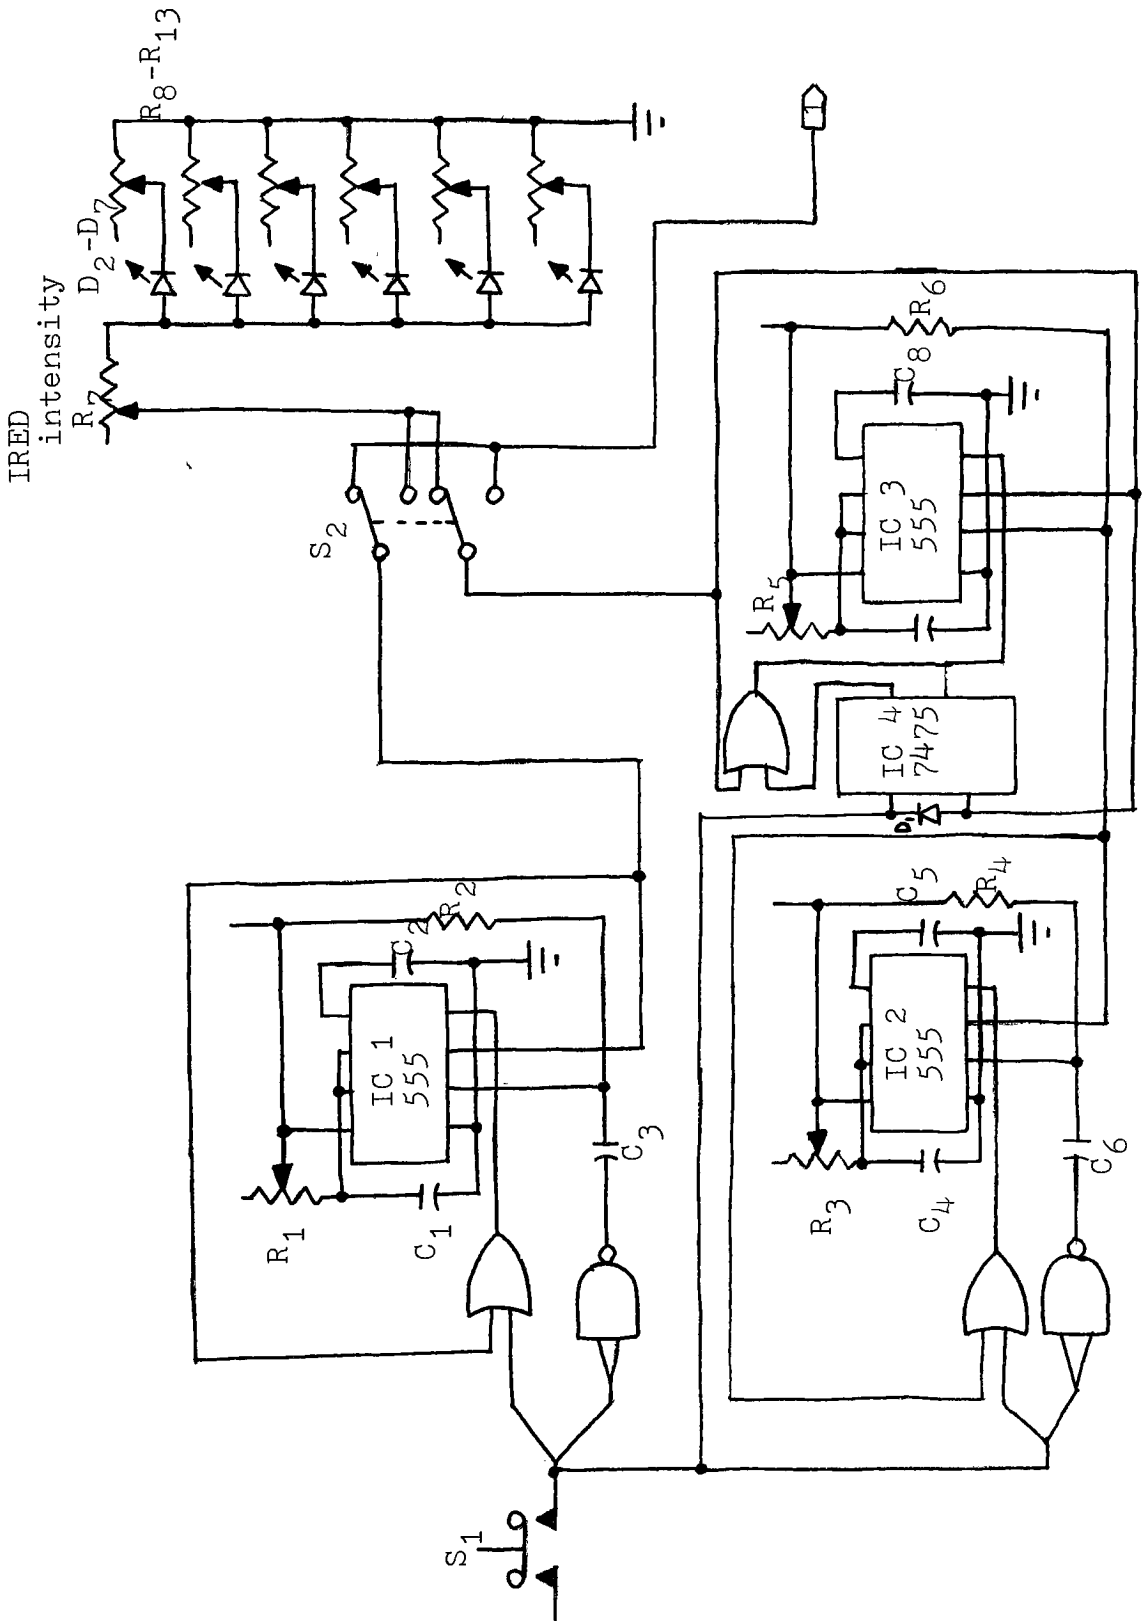 IRED
intensity
R7
D2-D7
R8-R13
S2
1
S1
R1
C1
IC 1
555
C2
R2
C3
R3
C4
IC 2
555
C5
R4
C6
D1
IC 4
7475
R5
IC 3
555
C8
R6